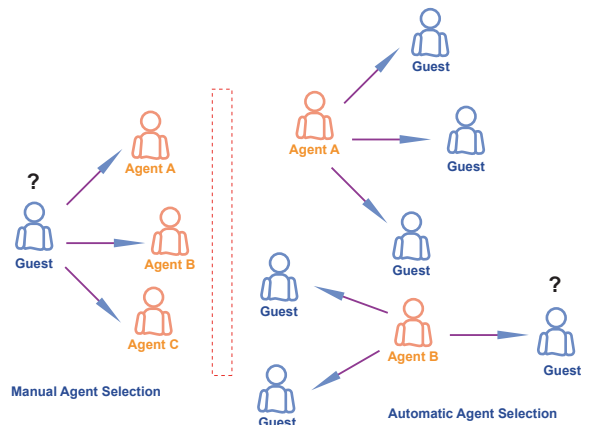 ?
Guest
Agent A
Agent B
Agent C
Manual Agent Selection
Guest
Agent A
Guest
Guest
Guest
Agent B
?
Guest
Guest
Automatic Agent Selection